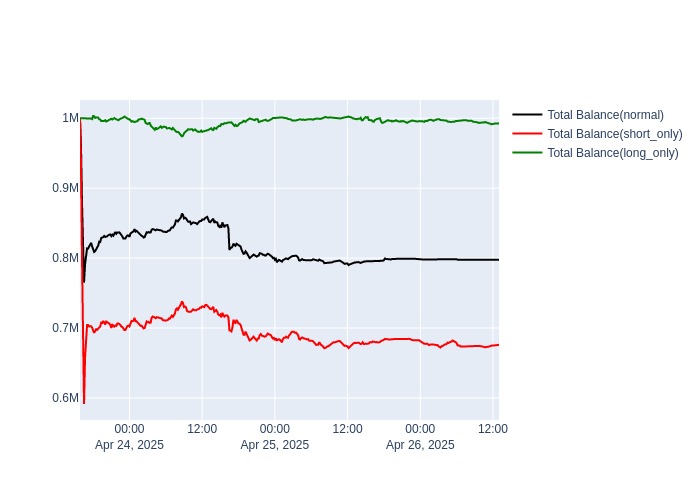 1M
0.9M
0.8M
0.7M
0.6M
00:00
12:00
00:00
12:00
00:00
12:00
Apr 24, 2025
Apr 25, 2025
Apr 26, 2025
Total Balance(normal)
Total Balance(short_only)
Total Balance(long_only)